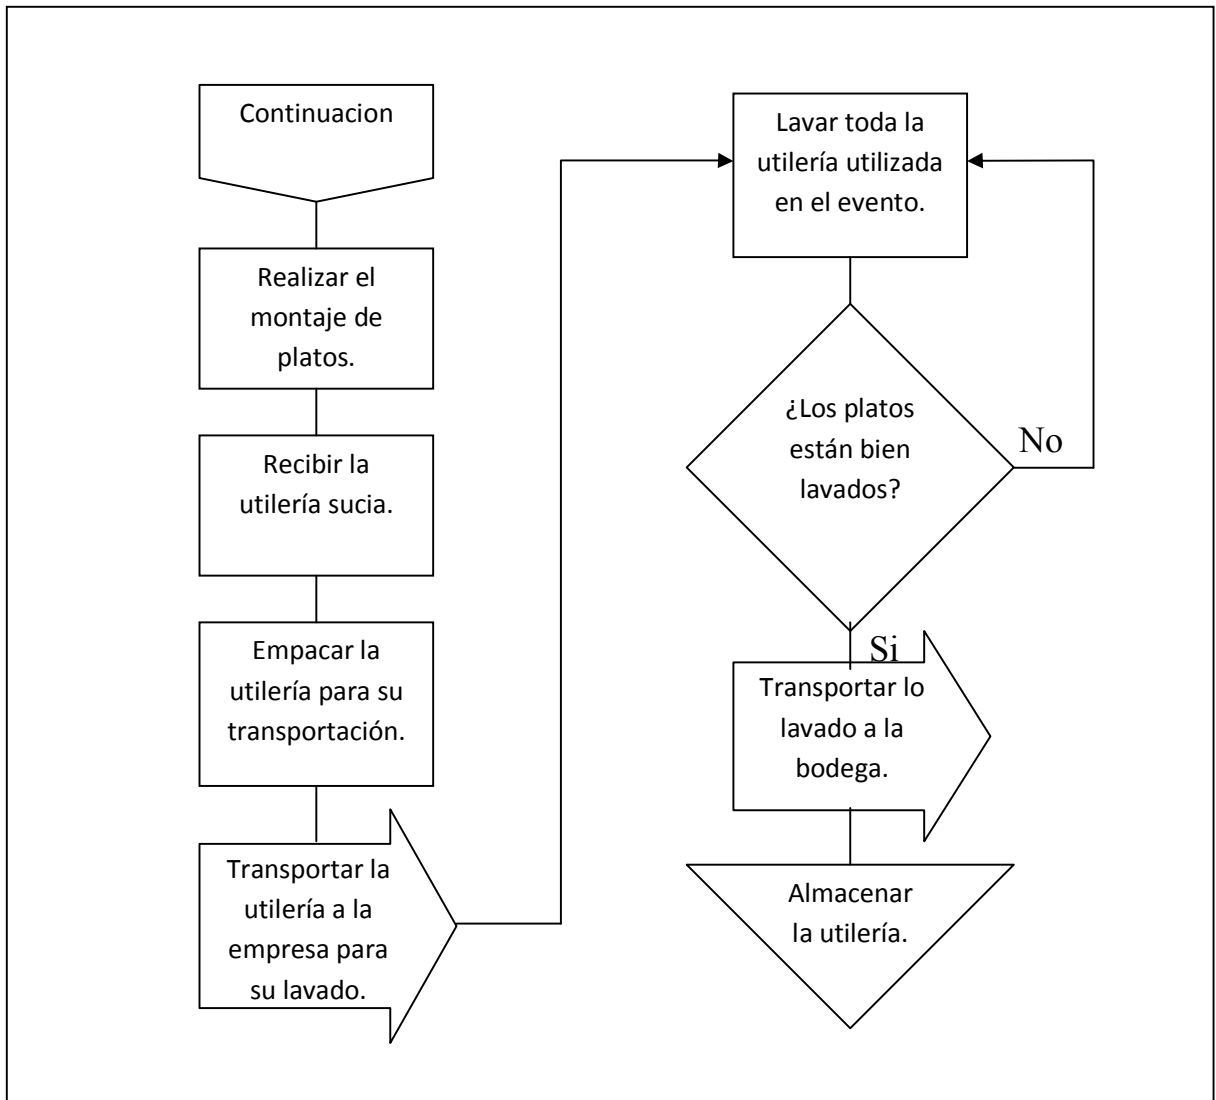 Continuacion
Realizar el
montaje de
platos.
Recibir la
utilería sucia.
Empacar la
utilería para su
transportación.
Transportar la
utilería a la
empresa para
su lavado.
Lavar toda la
utilería utilizada
en el evento.
¿Los platos
están bien
lavados?
No
Si
Transportar lo
lavado a la
bodega.
Almacenar
la utilería.